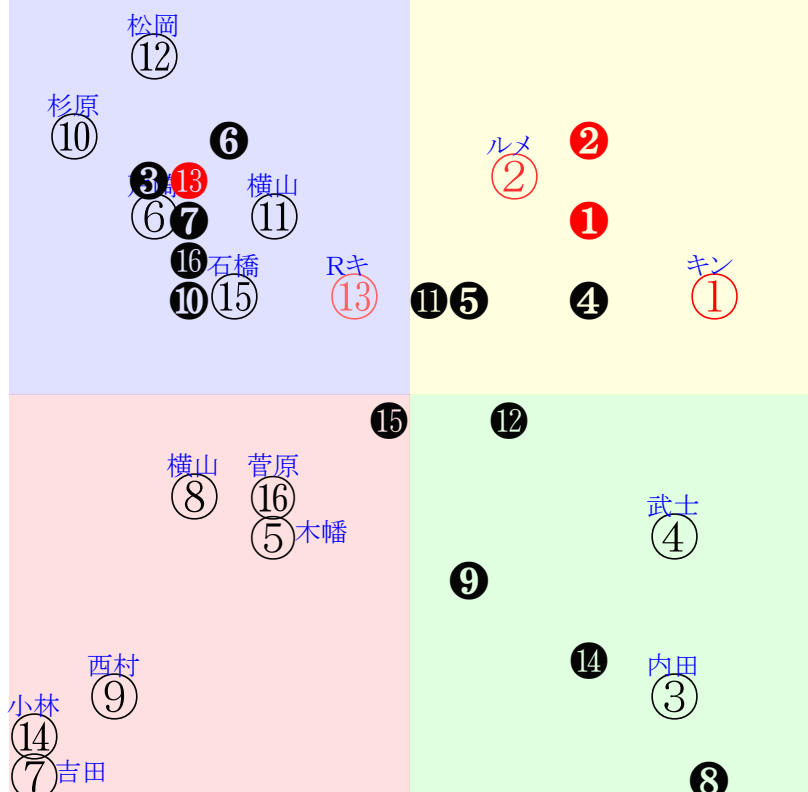 松岡
⑫
杉原
⑩
❻
ルメ
②
❷
❸
⓭
⑥
❼
横山
⑪
❶
⓰
石橋
⑮
❿
Rキ
⑬
⓫
❺
❹
キン
①
⓯
⓬
横山
⑧
菅原
⑯
⑤木幡
武士
④
❾
⓮
西村
⑨
内田
③
小林
⑭
⑦吉田
❽